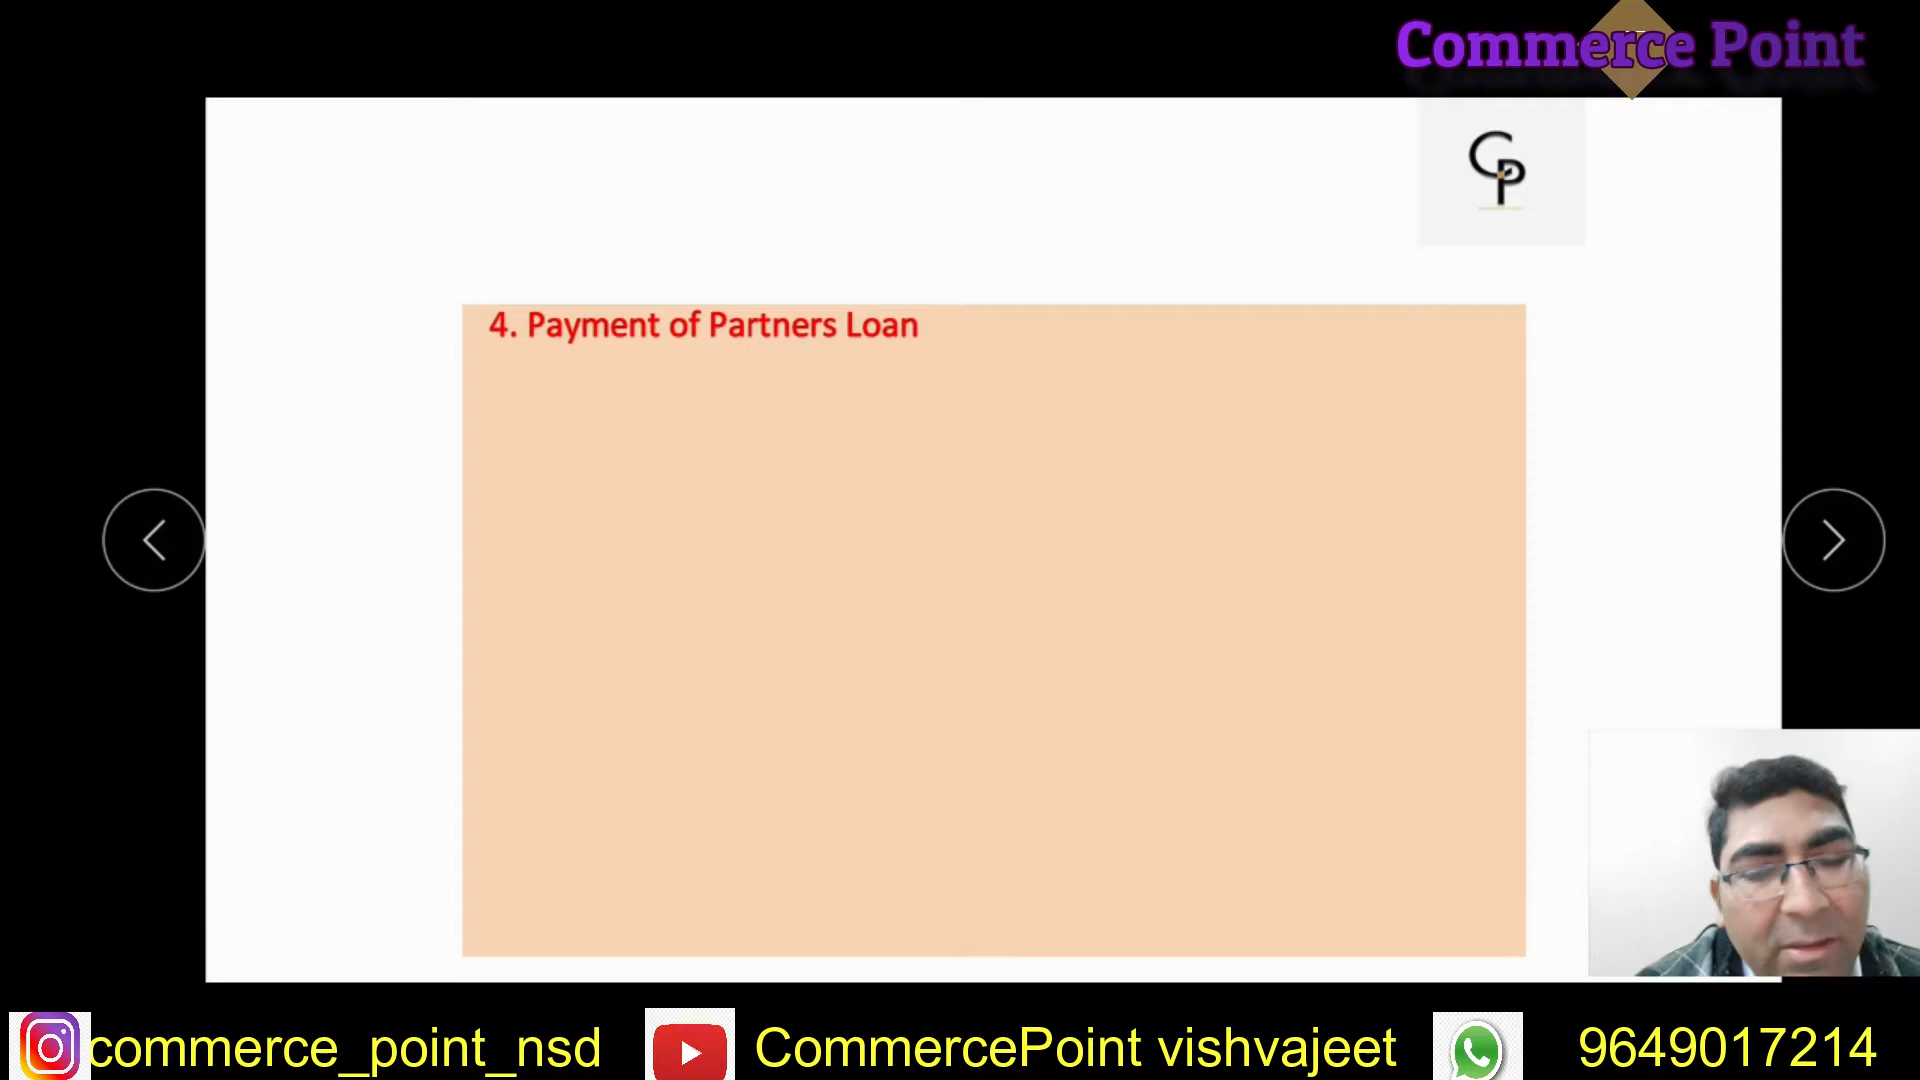 Commerce Point
CP
4. Payment of Partners Loan
commerce_point_nsd
CommercePoint vishvajeet
9649017214